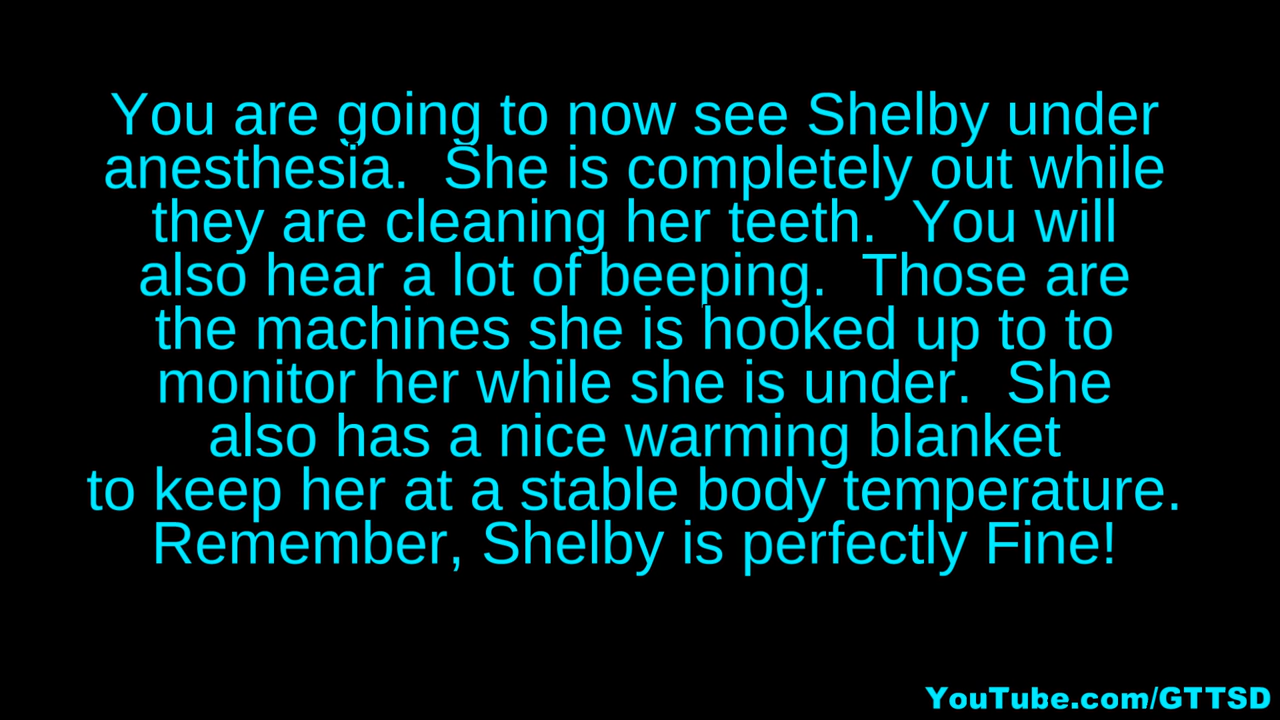 You are going to now see Shelby under
anesthesia.  She is completely out while
they are cleaning her teeth.  You will
also hear a lot of beeping.  Those are
the machines she is hooked up to to
monitor her while she is under.  She
also has a nice warming blanket
to keep her at a stable body temperature.
Remember, Shelby is perfectly Fine!
YouTube.com/GTTSD